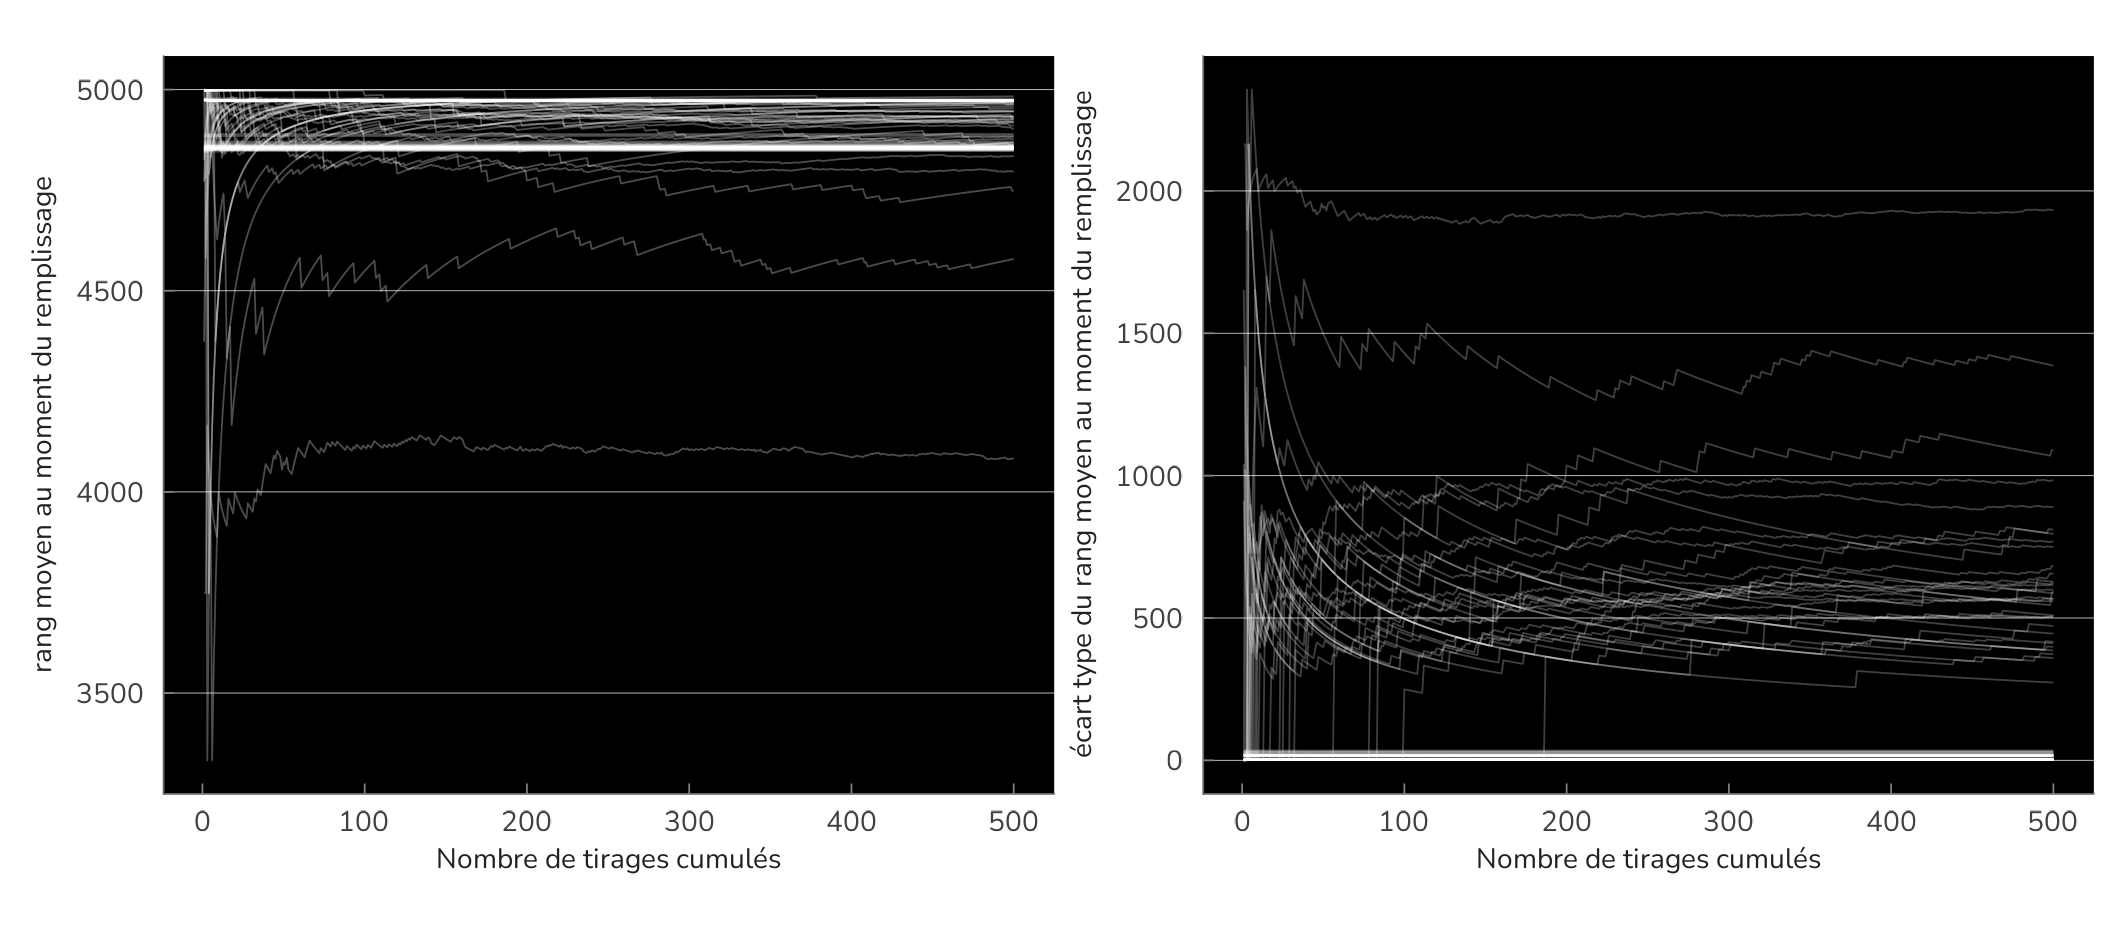 rang moyen au moment du remplissage
5000
4500
4000
3500
0 100 200 300 400 500
Nombre de tirages cumulés
écart type du rang moyen au moment du remplissage
2000
1500
1000
500
0
0 100 200 300 400 500
Nombre de tirages cumulés